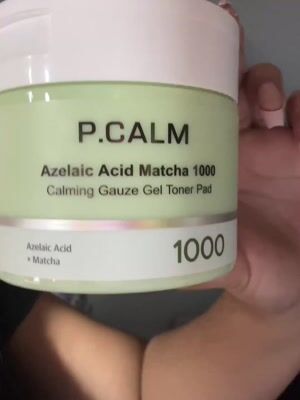 P.CALM
Azelaic Acid Matcha 1000
Calming Gauze Gel Toner Pad
Azelaic Acid
+ Matcha
1000